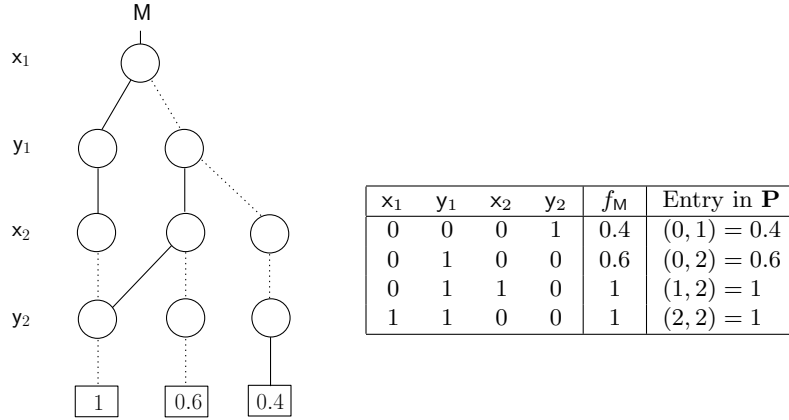 M
x1
y1
x2
y2
1 0.6 0.4
x1 y1 x2 y2 fM Entry in P
0 0 0 1 0.4 (0, 1) = 0.4
0 1 0 0 0.6 (0, 2) = 0.6
0 1 1 0 1 (1, 2) = 1
1 1 0 0 1 (2, 2) = 1